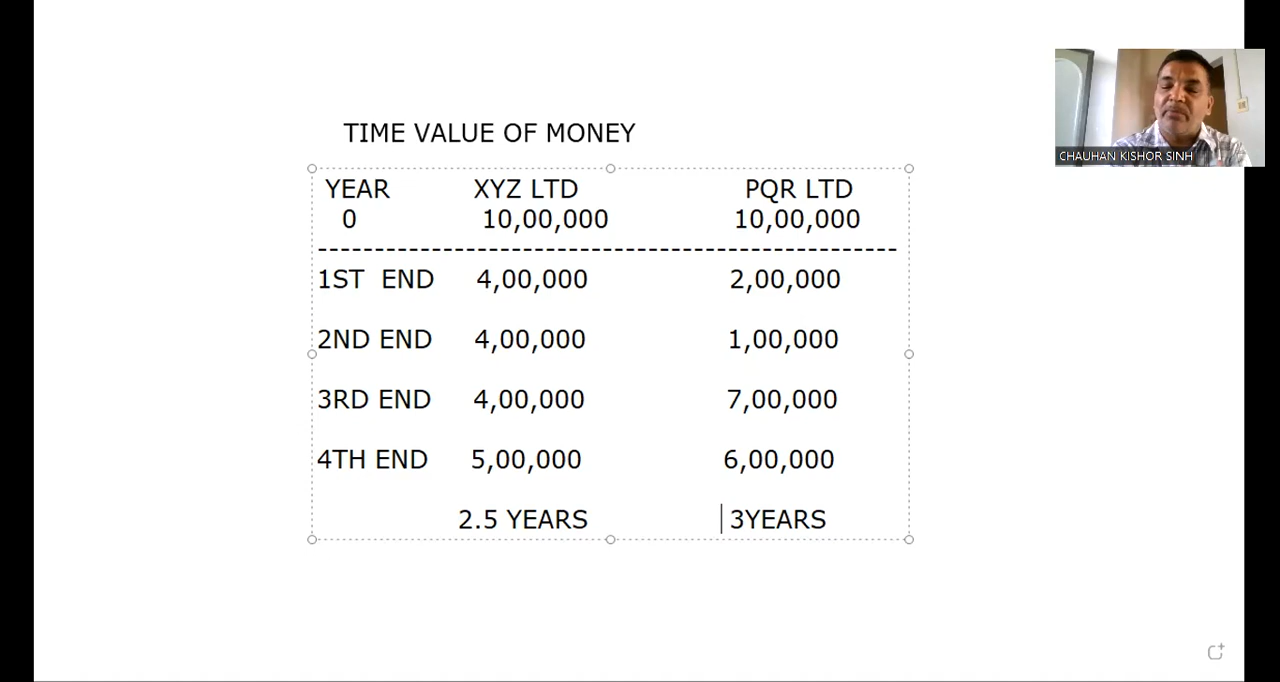 TIME VALUE OF MONEY
YEAR XYZ LTD PQR LTD
0 10,00,000 10,00,000
1ST END 4,00,000 2,00,000
2ND END 4,00,000 1,00,000
3RD END 4,00,000 7,00,000
4TH END 5,00,000 6,00,000
2.5 YEARS 3YEARS
CHAUHAN KISHOR SINH